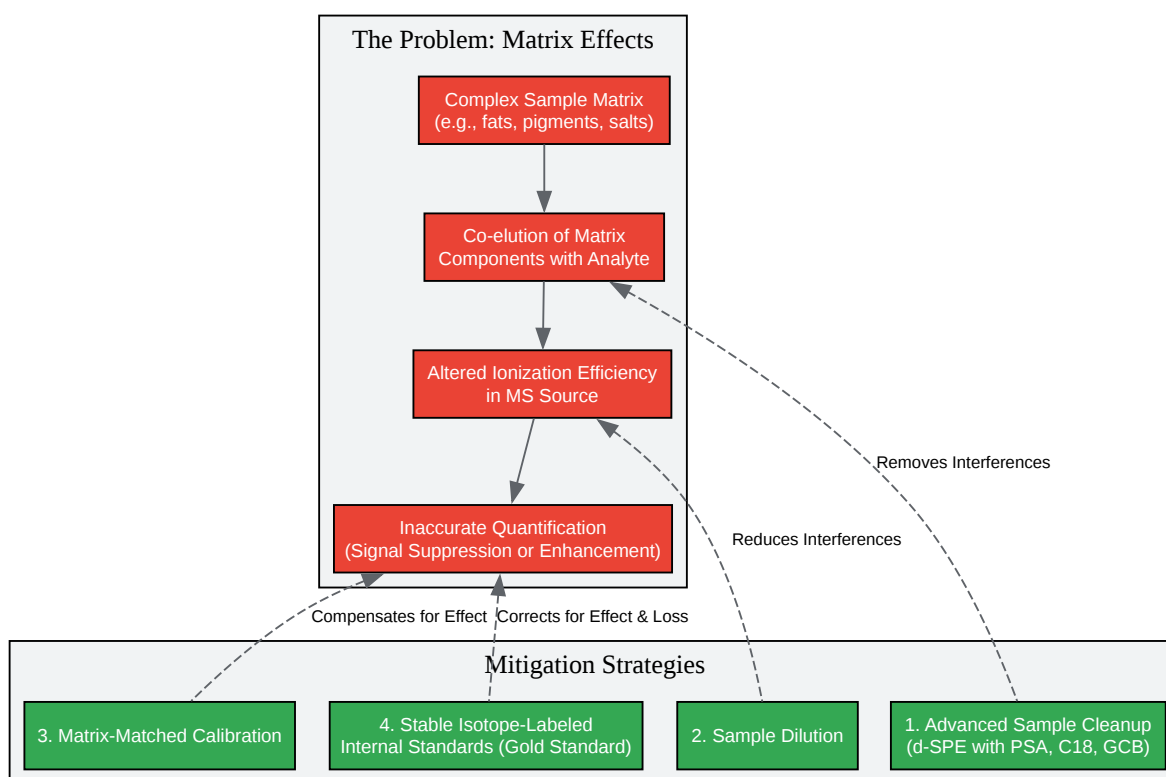 The Problem: Matrix Effects
Complex Sample Matrix
(e.g., fats, pigments, salts)
Co-elution of Matrix
Components with Analyte
Altered Ionization Efficiency
in MS Source
Removes Interferences
Inaccurate Quantification
(Signal Suppression or Enhancement)
Reduces Interferences
Compensates for Effect
Corrects for Effect & Loss
Mitigation Strategies
3. Matrix-Matched Calibration
4. Stable Isotope-Labeled
Internal Standards (Gold Standard)
2. Sample Dilution
1. Advanced Sample Cleanup
(d-SPE with PSA, C18, GCB)